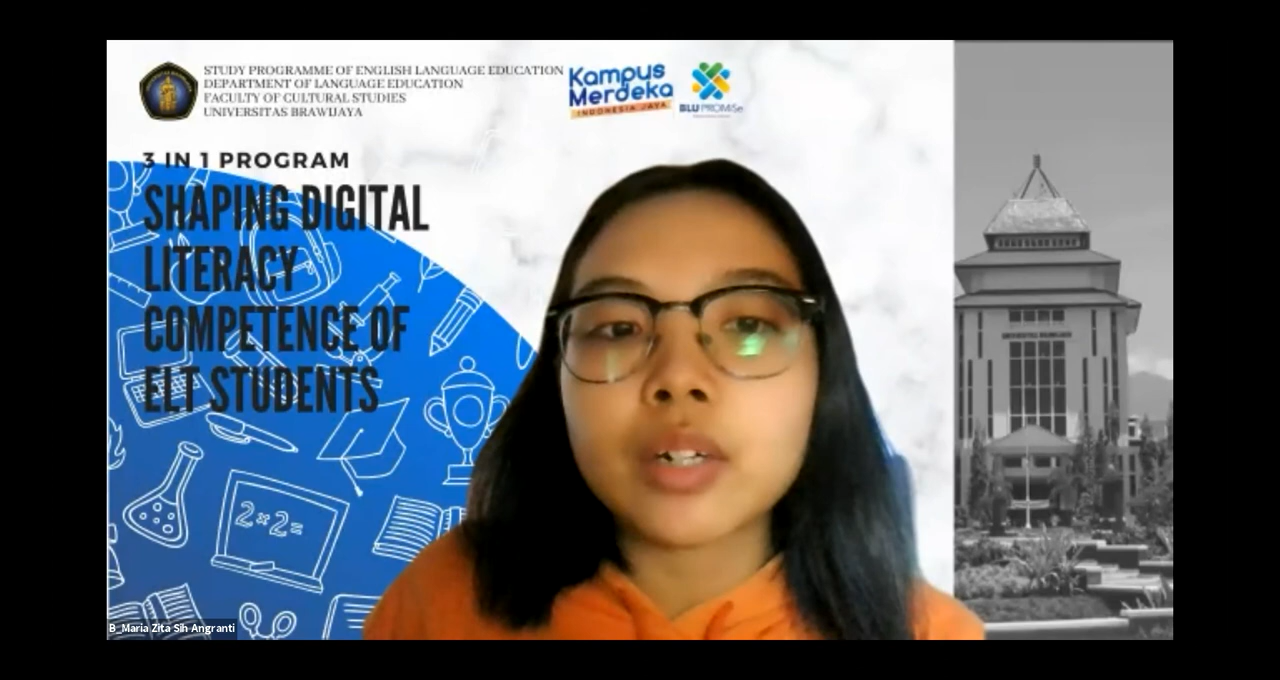 STUDY PROGRAMME OF ENGLISH LANGUAGE EDUCATION
DEPARTMENT OF LANGUAGE EDUCATION
FACULTY OF CULTURAL STUDIES
UNIVERSITAS BRAWIJAYA
Kampus
Merdeka
INDONESIA JAYA
BLU PROMISe
3 IN 1 PROGRAM
SHAPING DIGITAL
LITERACY
COMPETENCE OF
ELT STUDENTS
2×2=
B_Maria Zita Sih Angranti